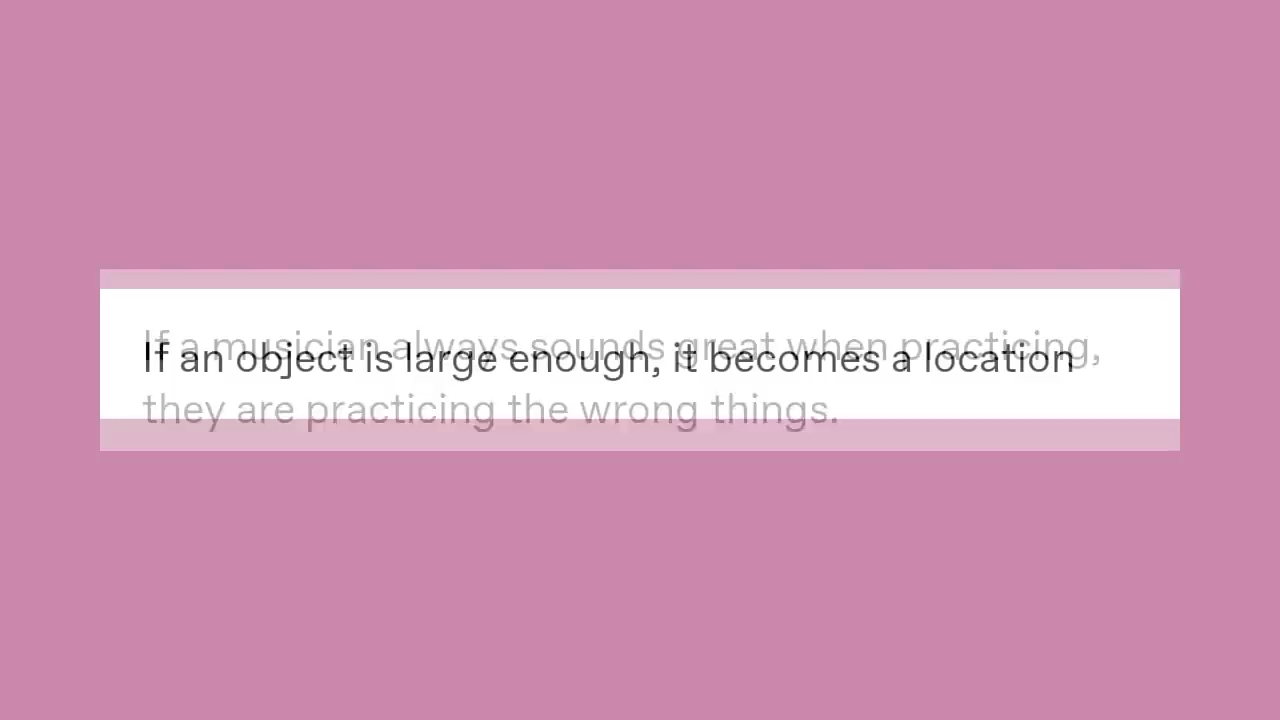 If a musician always sounds great when practicing,
If an object is large enough, it becomes a location
they are practicing the wrong things.